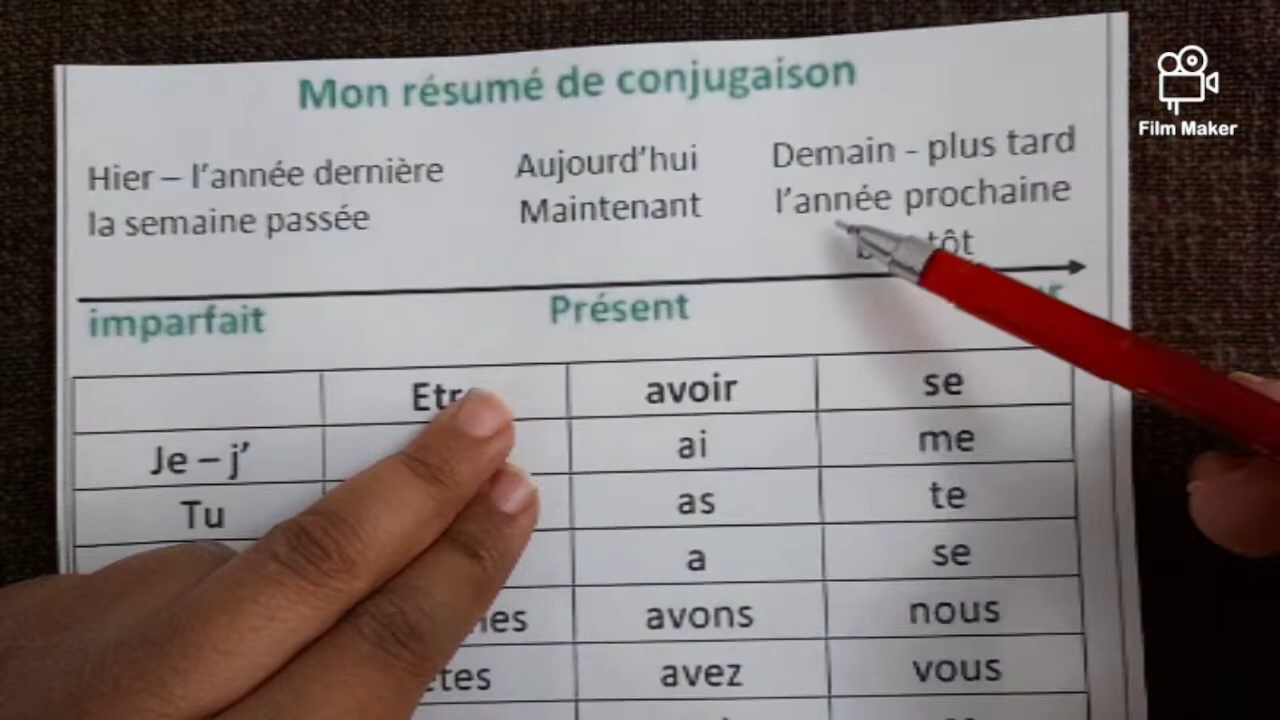 Mon résumé de conjugaison
Film Maker
Hier – l'année dernière Aujourd'hui Demain - plus tard
la semaine passée Maintenant l'année prochaine
imparfait Présent
avoir se
Je – j' ai me
Tu as te
a se
avons nous
avez vous